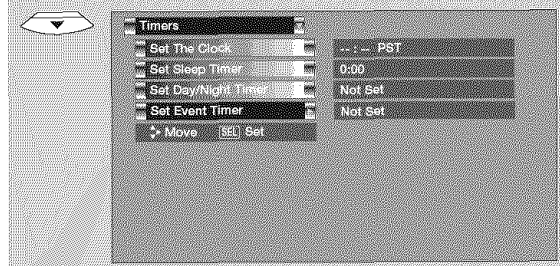 Timers
Set The Clock -- : -- PST
Set Sleep Timer 0:00
Set Day/Night Timer Not Set
Set Event Timer Not Set
Move SEL Set